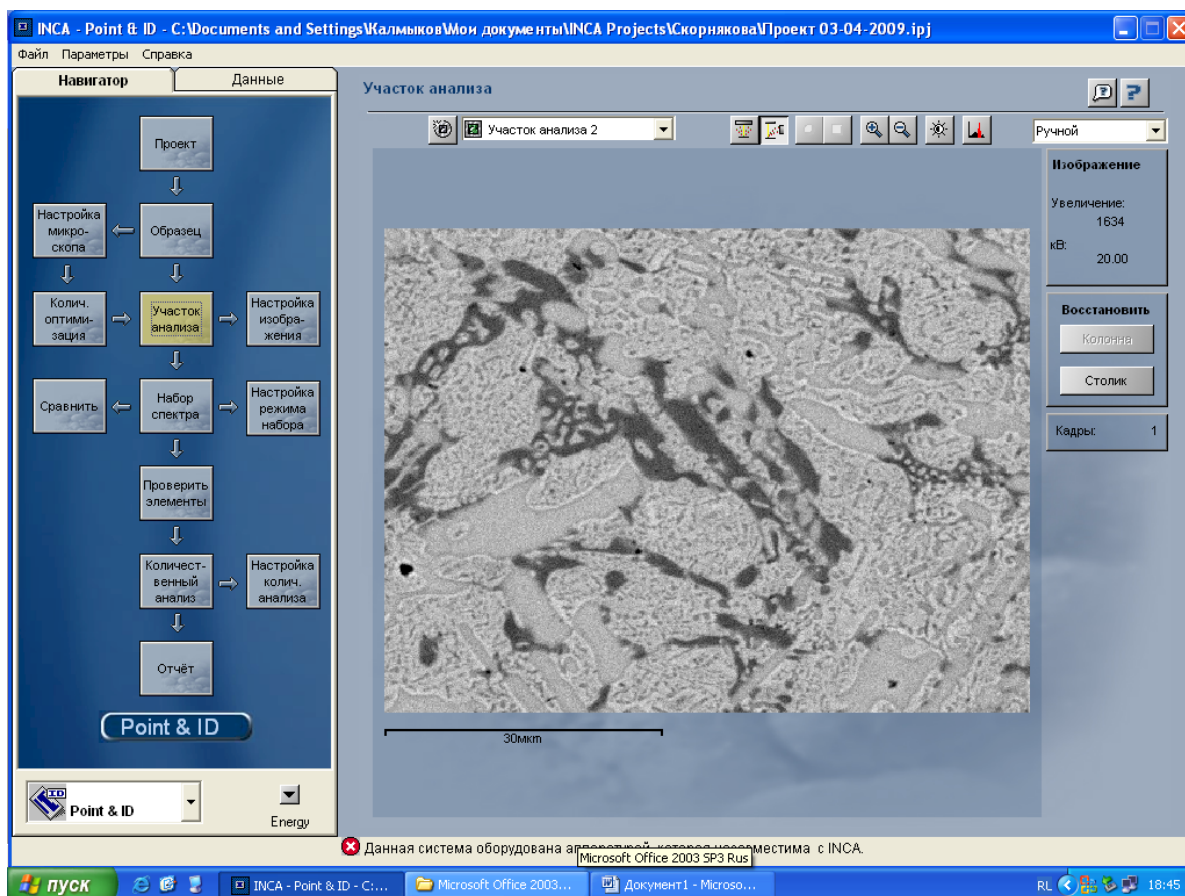 INCA - Point & ID - C:\Documents and Settings\Калмыков\Мои документы\INCA Projects\Скорнякова\Проект 03-04-2009.ipj
Файл Параметры Справка
Навигатор
Данные
Проект
Настройка
микро-
скопа
Образец
Колич.
оптими-
зация
Участок
анализа
Настройка
изобра-
жения
Сравнить
Набор
спектра
Настройка
режима
набора
Проверить
элементы
Количест-
венный
анализ
Настройка
колич.
анализа
Отчёт
Point & ID
ID
Point & ID
Energy
Участок анализа
Участок анализа 2
Ручной
Изображение
Увеличение:
1634
кВ:
20.00
Восстановить
Колонна
Столик
Кадры: 1
30мкm
Данная система оборудована аппаратурой, которая несовместима с INCA.
Microsoft Office 2003 SP3 Rus
пуск
INCA - Point & ID - C:...
Microsoft Office 2003...
Документ1 - Microso...
RL
18:45